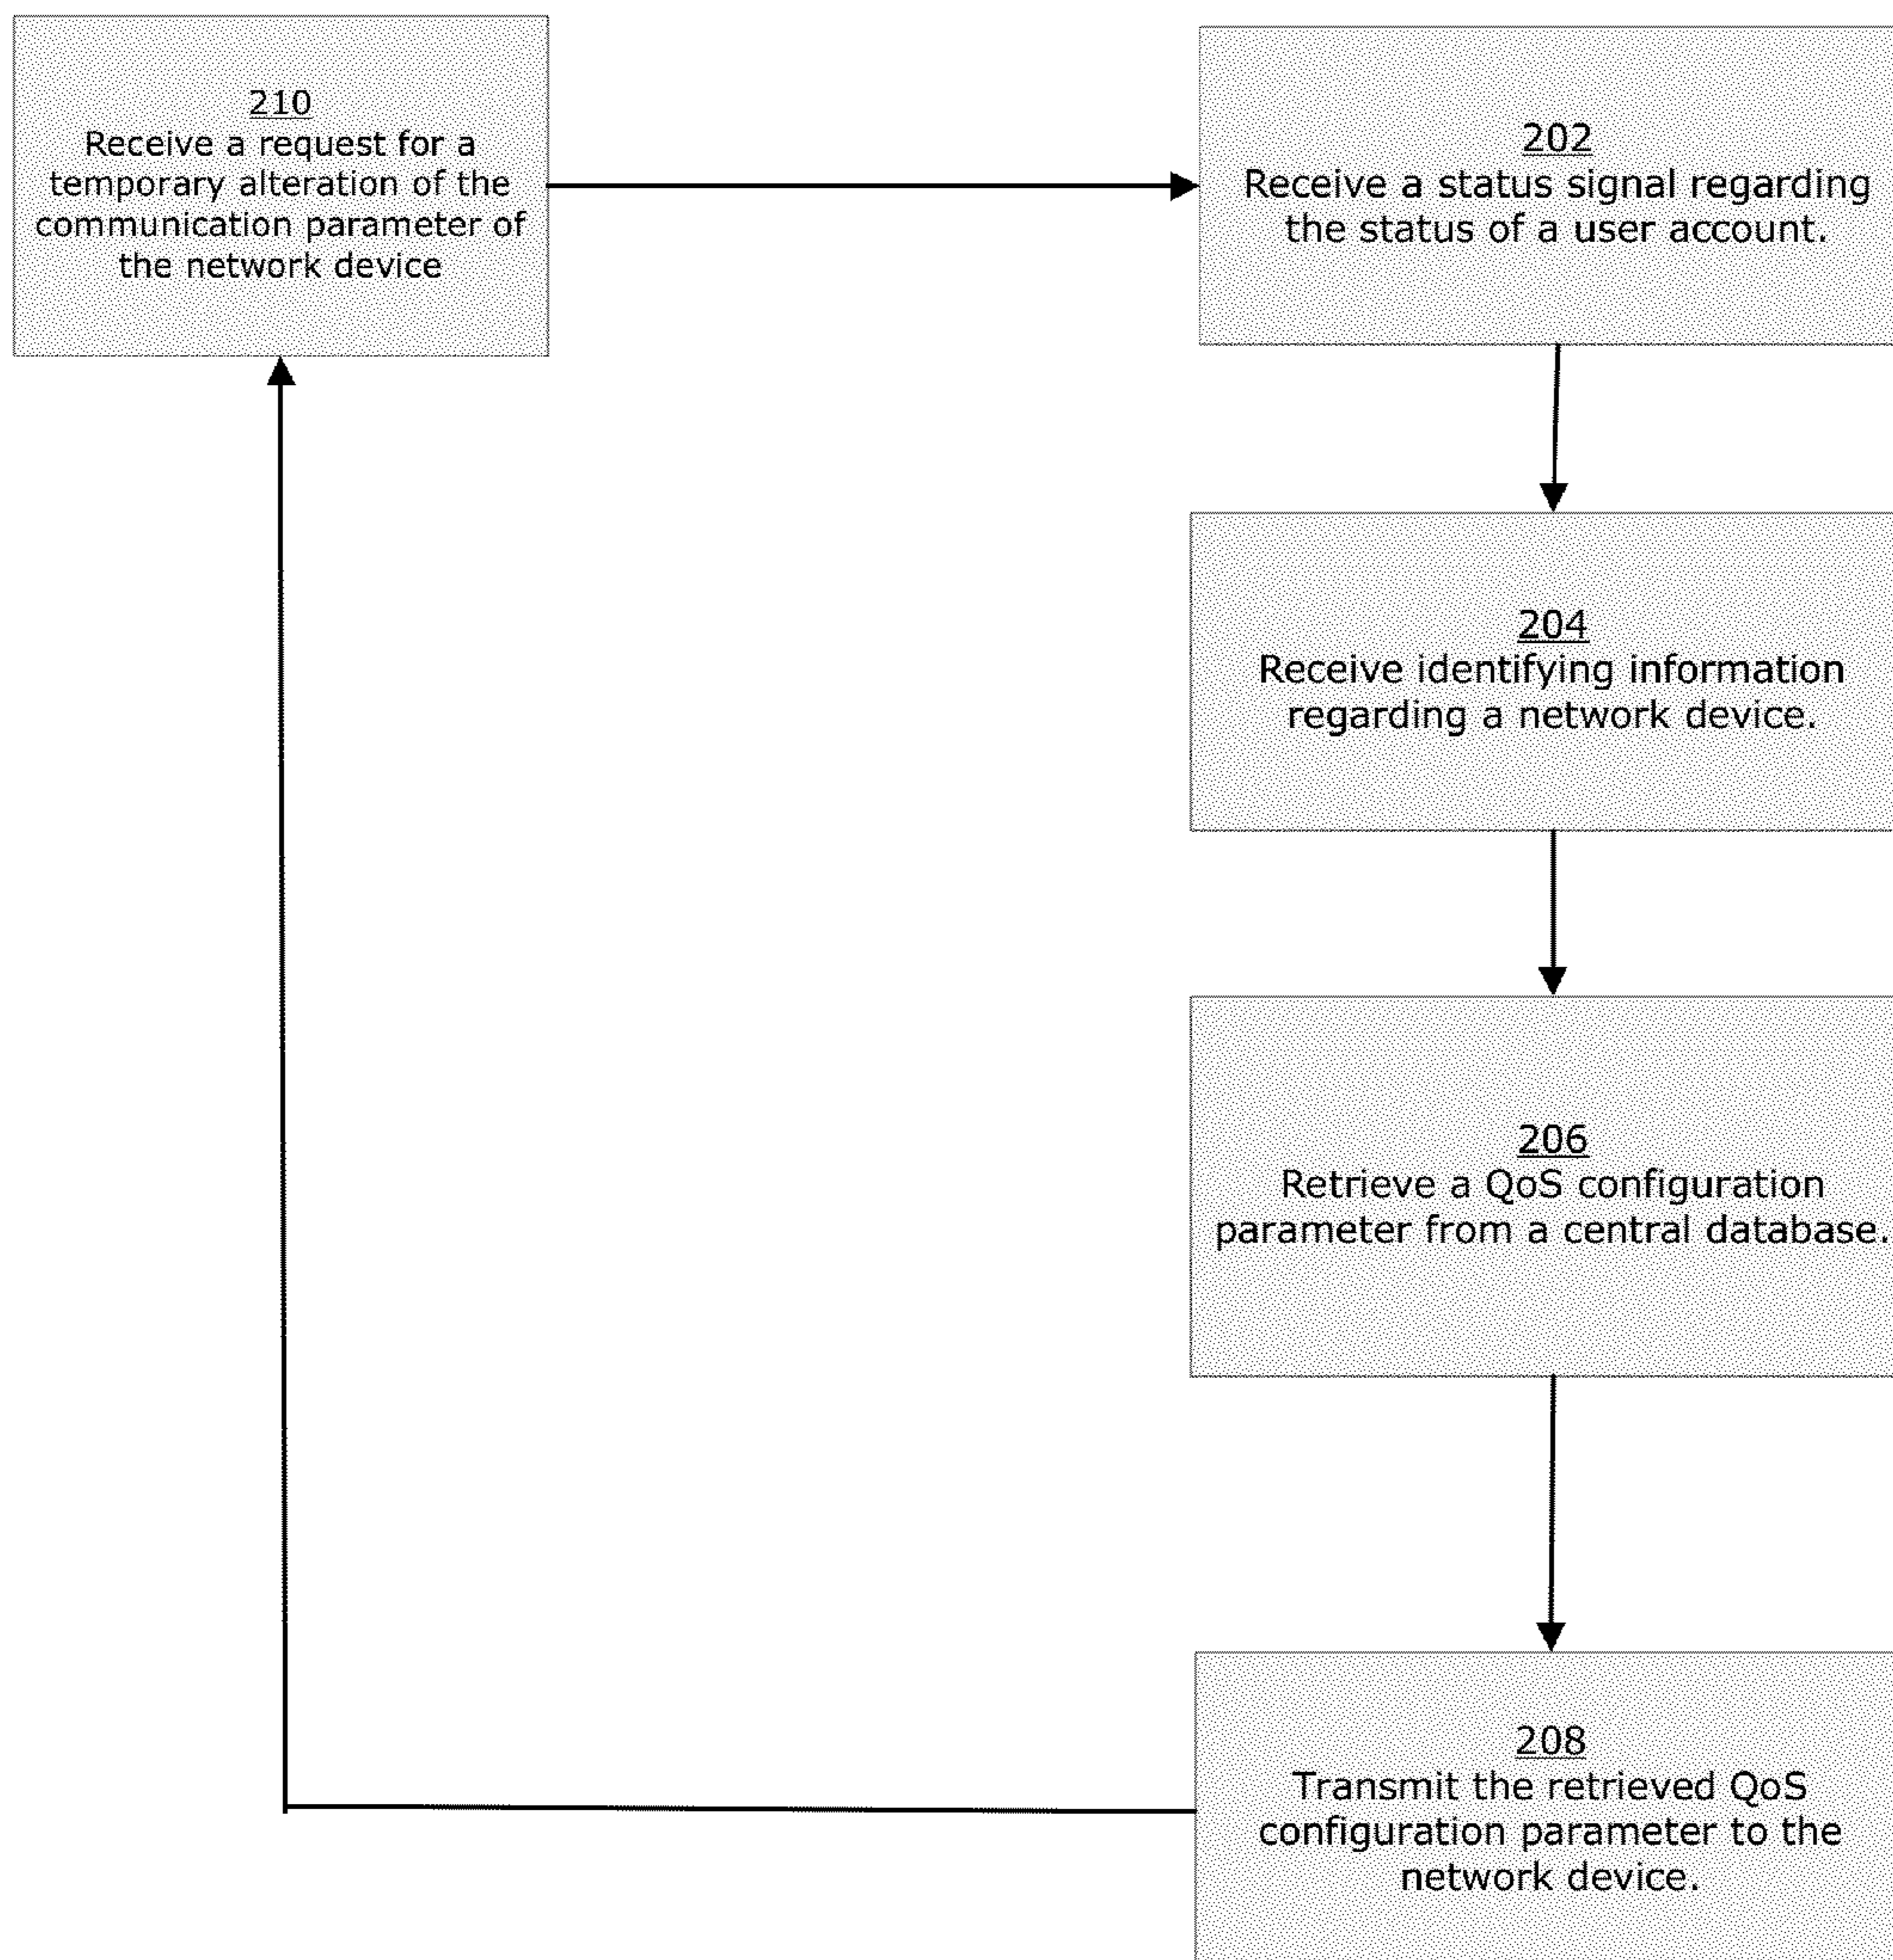 210
Receive a request for a
temporary alteration of the
communication parameter of
the network device
202
Receive a status signal regarding
the status of a user account.
204
Receive identifying information
regarding a network device.
206
Retrieve a QoS configuration
parameter from a central database.
208
Transmit the retrieved QoS
configuration parameter to the
network device.